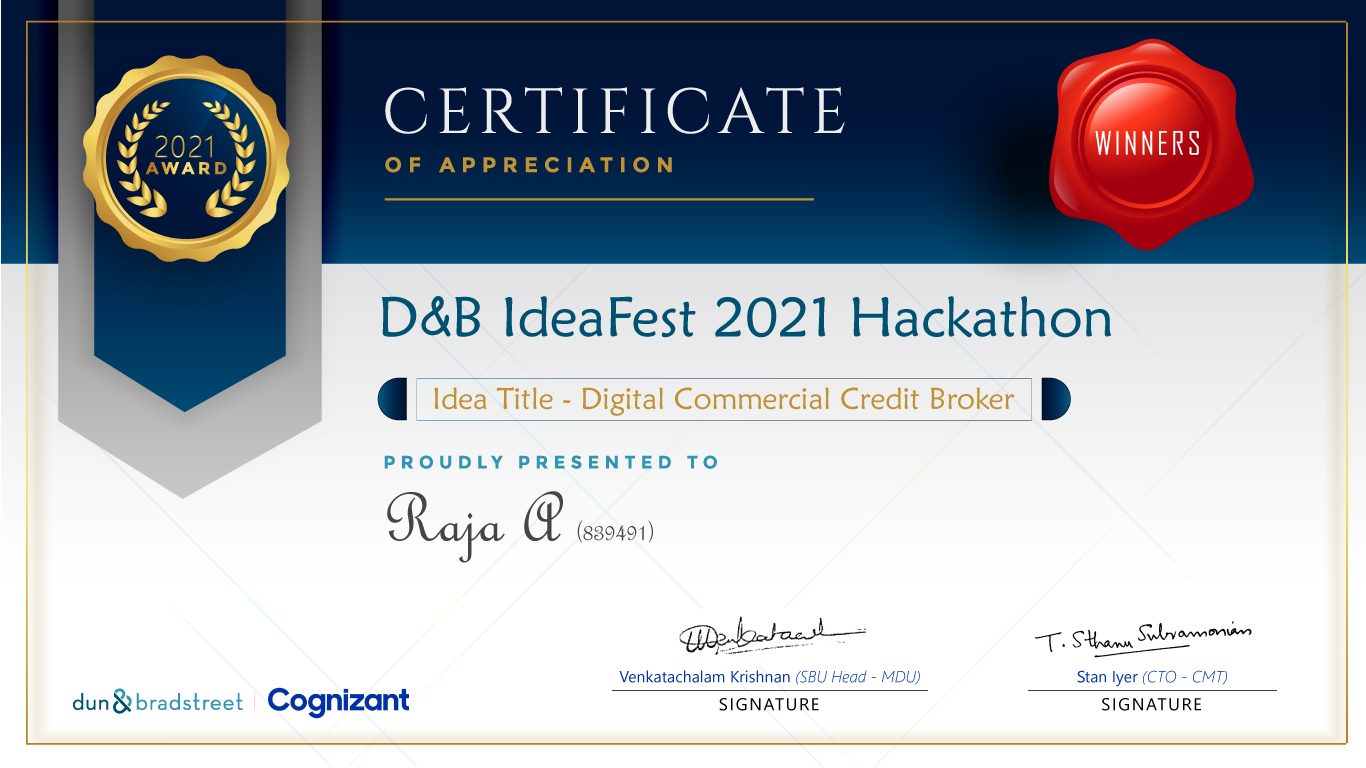 2021
AWARD
CERTIFICATE
OF APPRECIATION
WINNERS
D&B IdeaFest 2021 Hackathon
Idea Title - Digital Commercial Credit Broker
PROUDLY PRESENTED TO
Raja A (839491)
T. Sthanu Subramonian
Venkatachalam Krishnan (SBU Head - MDU)
SIGNATURE
Stan Iyer (CTO - CMT)
SIGNATURE
dun&bradstreet
Cognizant